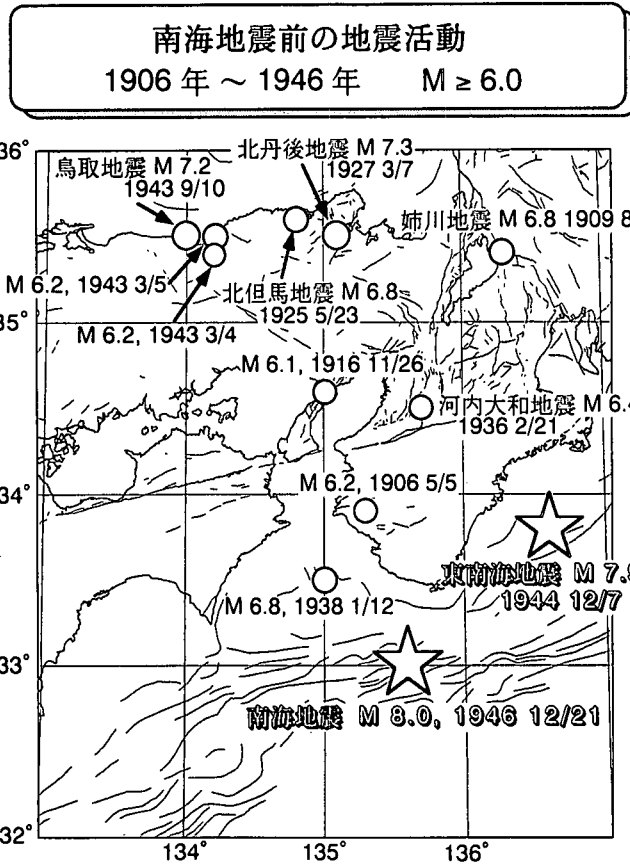 南海地震前の地震活動
1906 年 ～ 1946 年 M ≥ 6.0
36°
鳥取地震 M 7.2
1943 9/10
北丹後地震 M 7.3
1927 3/7
姉川地震 M 6.8 1909 8
M 6.2, 1943 3/5
M 6.2, 1943 3/4
北但馬地震 M 6.8
1925 5/23
35°
M 6.1, 1916 11/26
河内大和地震 M 6.4
1936 2/21
34°
M 6.2, 1906 5/5
東南海地震 M 7.9
1944 12/7
M 6.8, 1938 1/12
33°
南海地震 M 8.0, 1946 12/21
32°
134° 135° 136°